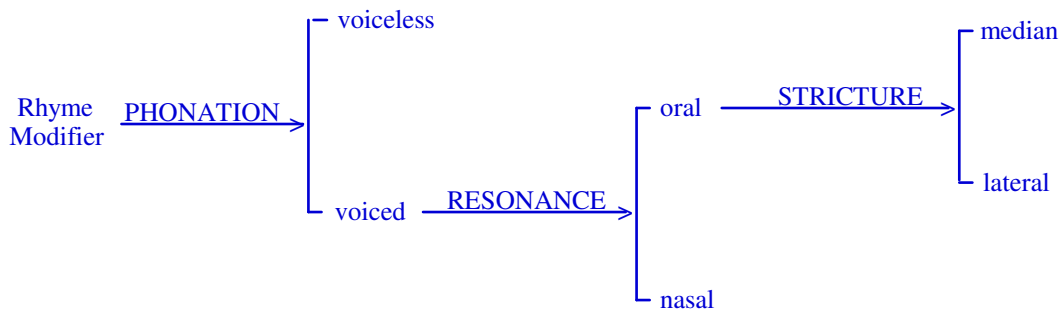 voiceless
median
Rhyme
Modifier
PHONATION
oral
STRICTURE
voiced
RESONANCE
lateral
nasal